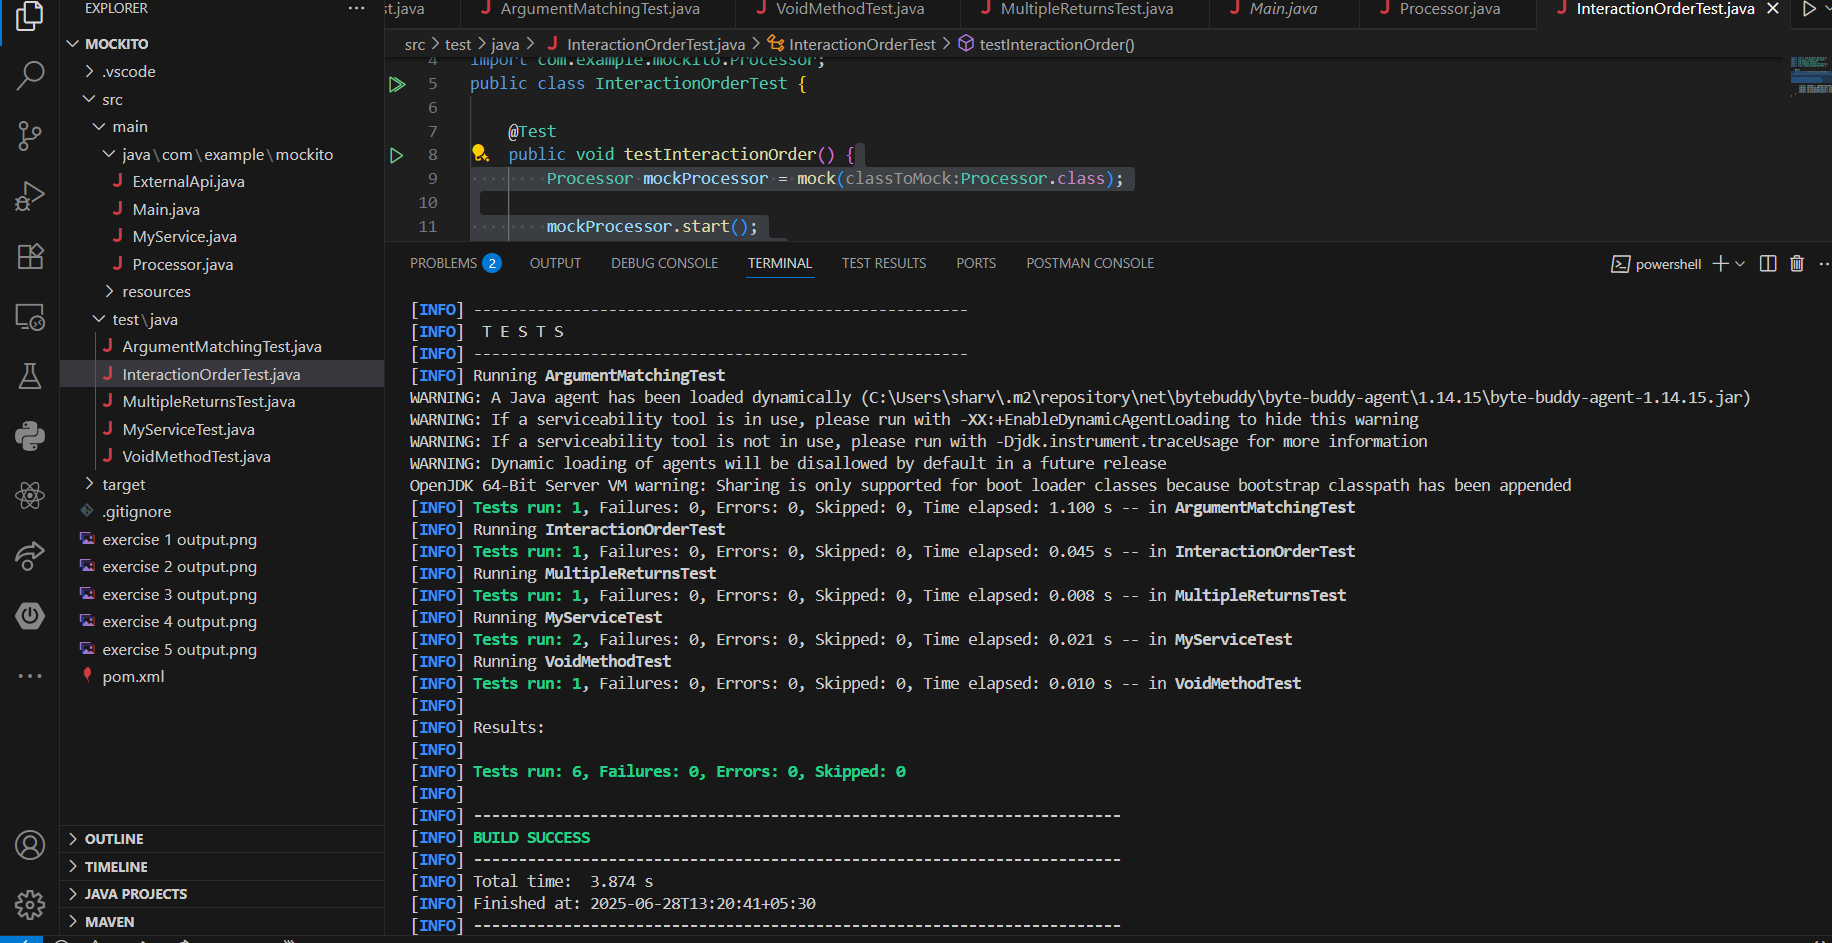 EXPLORER
MOCKITO
.vscode
src
main
java\com\example\mockito
ExternalApi.java
Main.java
MyService.java
Processor.java
resources
test\java
ArgumentMatchingTest.java
InteractionOrderTest.java
MultipleReturnsTest.java
MyServiceTest.java
VoidMethodTest.java
target
.gitignore
exercise 1 output.png
exercise 2 output.png
exercise 3 output.png
exercise 4 output.png
exercise 5 output.png
pom.xml
OUTLINE
TIMELINE
JAVA PROJECTS
MAVEN
st.java ArgumentMatchingTest.java VoidMethodTest.java MultipleReturnsTest.java Main.java Processor.java InteractionOrderTest.java
src > test > java > InteractionOrderTest.java > InteractionOrderTest > testInteractionOrder()
4 import com.example.mockito.Processor;
5 public class InteractionOrderTest {
6
7 @Test
8 public void testInteractionOrder() {
9 Processor mockProcessor = mock(classToMock:Processor.class);
10
11 mockProcessor.start();
PROBLEMS 2 OUTPUT DEBUG CONSOLE TERMINAL TEST RESULTS PORTS POSTMAN CONSOLE powershell
[INFO] -------------------------------------------------------
[INFO]  T E S T S
[INFO] -------------------------------------------------------
[INFO] Running ArgumentMatchingTest
WARNING: A Java agent has been loaded dynamically (C:\Users\sharv\.m2\repository\net\bytebuddy\byte-buddy-agent\1.14.15\byte-buddy-agent-1.14.15.jar)
WARNING: If a serviceability tool is in use, please run with -XX:+EnableDynamicAgentLoading to hide this warning
WARNING: If a serviceability tool is not in use, please run with -Djdk.instrument.traceUsage for more information
WARNING: Dynamic loading of agents will be disallowed by default in a future release
OpenJDK 64-Bit Server VM warning: Sharing is only supported for boot loader classes because bootstrap classpath has been appended
[INFO] Tests run: 1, Failures: 0, Errors: 0, Skipped: 0, Time elapsed: 1.100 s -- in ArgumentMatchingTest
[INFO] Running InteractionOrderTest
[INFO] Tests run: 1, Failures: 0, Errors: 0, Skipped: 0, Time elapsed: 0.045 s -- in InteractionOrderTest
[INFO] Running MultipleReturnsTest
[INFO] Tests run: 1, Failures: 0, Errors: 0, Skipped: 0, Time elapsed: 0.008 s -- in MultipleReturnsTest
[INFO] Running MyServiceTest
[INFO] Tests run: 2, Failures: 0, Errors: 0, Skipped: 0, Time elapsed: 0.021 s -- in MyServiceTest
[INFO] Running VoidMethodTest
[INFO] Tests run: 1, Failures: 0, Errors: 0, Skipped: 0, Time elapsed: 0.010 s -- in VoidMethodTest
[INFO]
[INFO] Results:
[INFO]
[INFO] Tests run: 6, Failures: 0, Errors: 0, Skipped: 0
[INFO]
[INFO] ------------------------------------------------------------------------
[INFO] BUILD SUCCESS
[INFO] ------------------------------------------------------------------------
[INFO] Total time:  3.874 s
[INFO] Finished at: 2025-06-28T13:20:41+05:30
[INFO] ------------------------------------------------------------------------